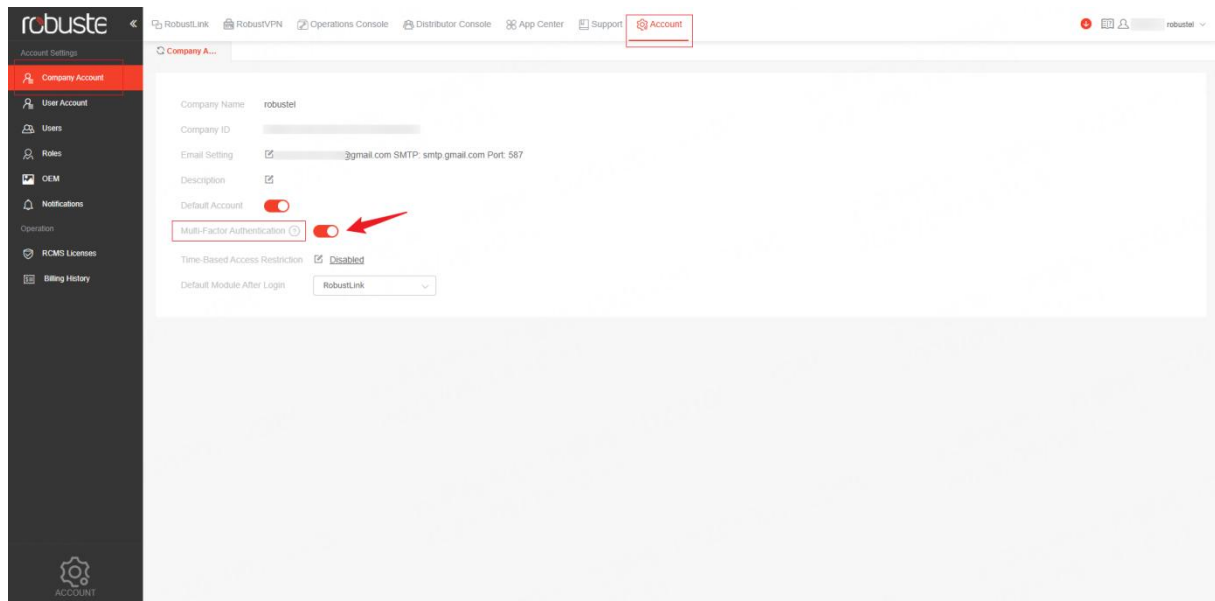 robuste
RobustLink RobustVPN Operations Console Distributor Console App Center Support Account robustel
Account Settings
Company A...
Company Account
User Account
Users
Roles
OEM
Notifications
Operation
RCMS Licenses
Billing History
Company Name robustel
Company ID
Email Setting @gmail.com SMTP: smtp.gmail.com Port: 587
Description
Default Account
Multi-Factor Authentication ?
Time-Based Access Restriction Disabled
Default Module After Login RobustLink
ACCOUNT